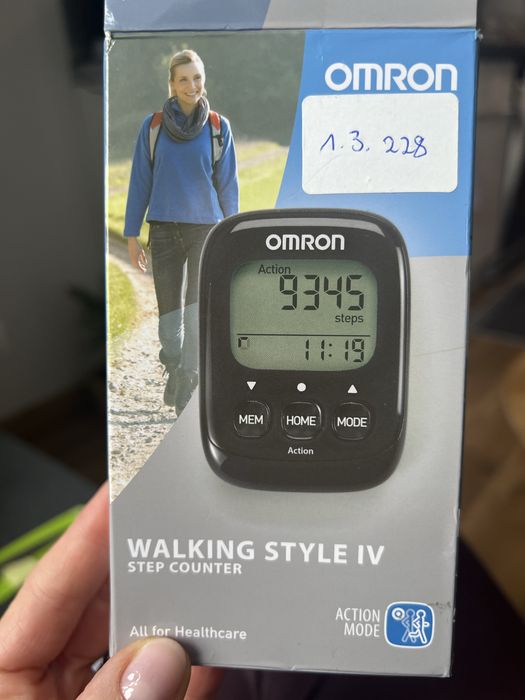 OMRON
1. 3. 228
OMRON
Action
9345
steps
11:19
MEM
HOME
MODE
Action
WALKING STYLE IV
STEP COUNTER
ACTION
MODE
All for Healthcare